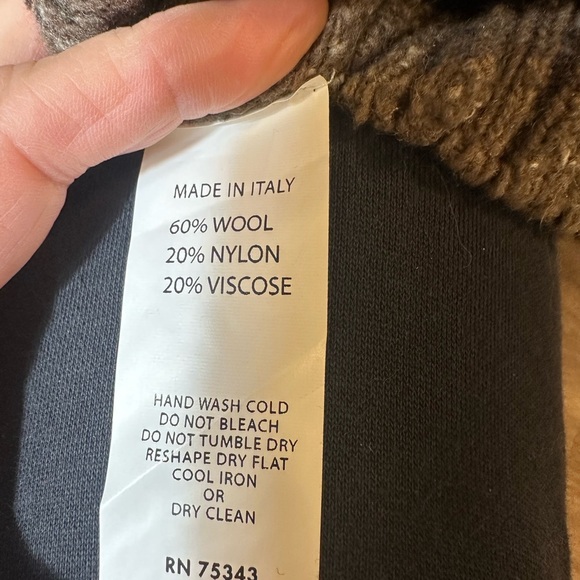 MADE IN ITALY
60% WOOL
20% NYLON
20% VISCOSE
HAND WASH COLD
DO NOT BLEACH
DO NOT TUMBLE DRY
RESHAPE DRY FLAT
COOL IRON
OR
DRY CLEAN
RN 75343